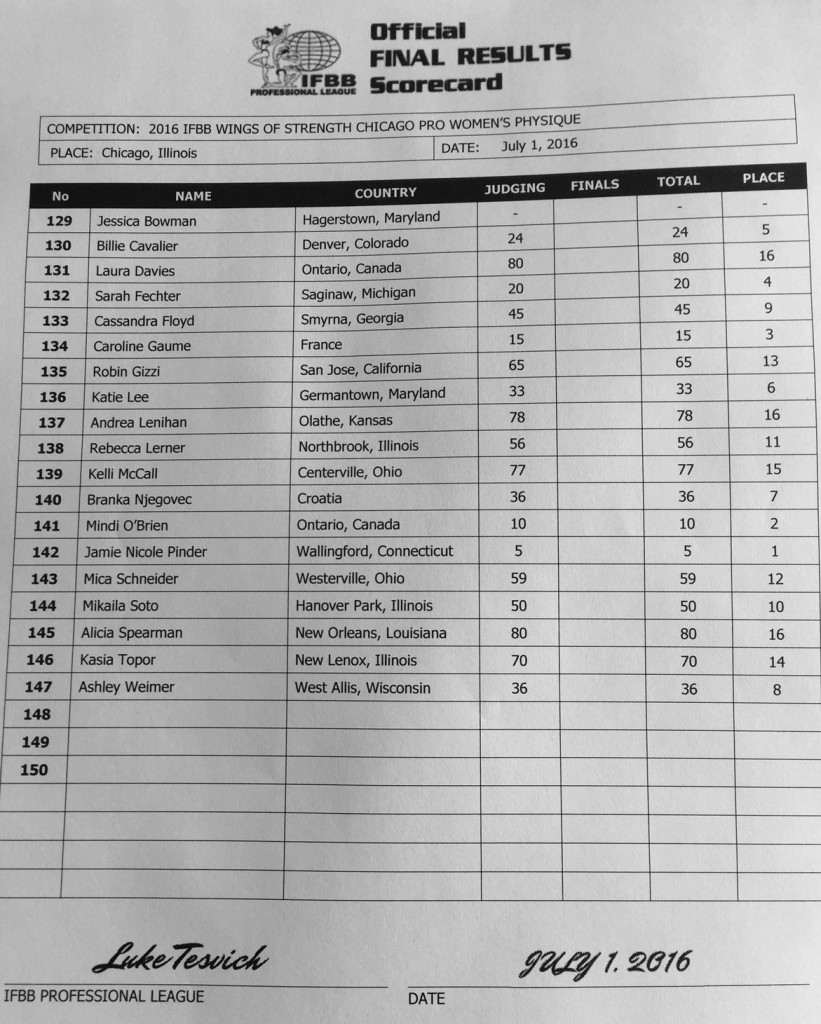 Official
FINAL RESULTS
Scorecard
IFBB
PROFESSIONAL LEAGUE
COMPETITION: 2016 IFBB WINGS OF STRENGTH CHICAGO PRO WOMEN'S PHYSIQUE
PLACE: Chicago, Illinois DATE: July 1, 2016
No NAME COUNTRY JUDGING FINALS TOTAL PLACE
129 Jessica Bowman Hagerstown, Maryland - - -
130 Billie Cavalier Denver, Colorado 24 24 5
131 Laura Davies Ontario, Canada 80 80 16
132 Sarah Fechter Saginaw, Michigan 20 20 4
133 Cassandra Floyd Smyrna, Georgia 45 45 9
134 Caroline Gaume France 15 15 3
135 Robin Gizzi San Jose, California 65 65 13
136 Katie Lee Germantown, Maryland 33 33 6
137 Andrea Lenihan Olathe, Kansas 78 78 16
138 Rebecca Lerner Northbrook, Illinois 56 56 11
139 Kelli McCall Centerville, Ohio 77 77 15
140 Branka Njegovec Croatia 36 36 7
141 Mindi O'Brien Ontario, Canada 10 10 2
142 Jamie Nicole Pinder Wallingford, Connecticut 5 5 1
143 Mica Schneider Westerville, Ohio 59 59 12
144 Mikaila Soto Hanover Park, Illinois 50 50 10
145 Alicia Spearman New Orleans, Louisiana 80 80 16
146 Kasia Topor New Lenox, Illinois 70 70 14
147 Ashley Weimer West Allis, Wisconsin 36 36 8
148
149
150
Luke Tesvich JULY 1. 2016
IFBB PROFESSIONAL LEAGUE DATE